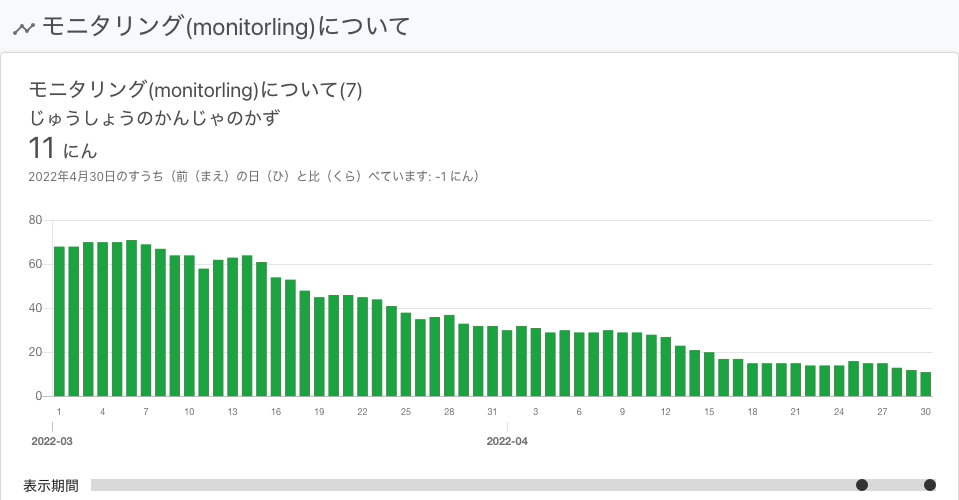 モニタリング(monitorling)について
モニタリング(monitorling)について(7)
じゅうしょうのかんじゃのかず
11 にん
2022年4月30日のすうち（前（まえ）の日（ひ）と比（くら）べています: -1 にん）
80
60
40
20
0
1 4 7 10 13 16 19 22 25 28 31 3 6 9 12 15 18 21 24 27 30
2022-03 2022-04
表示期間